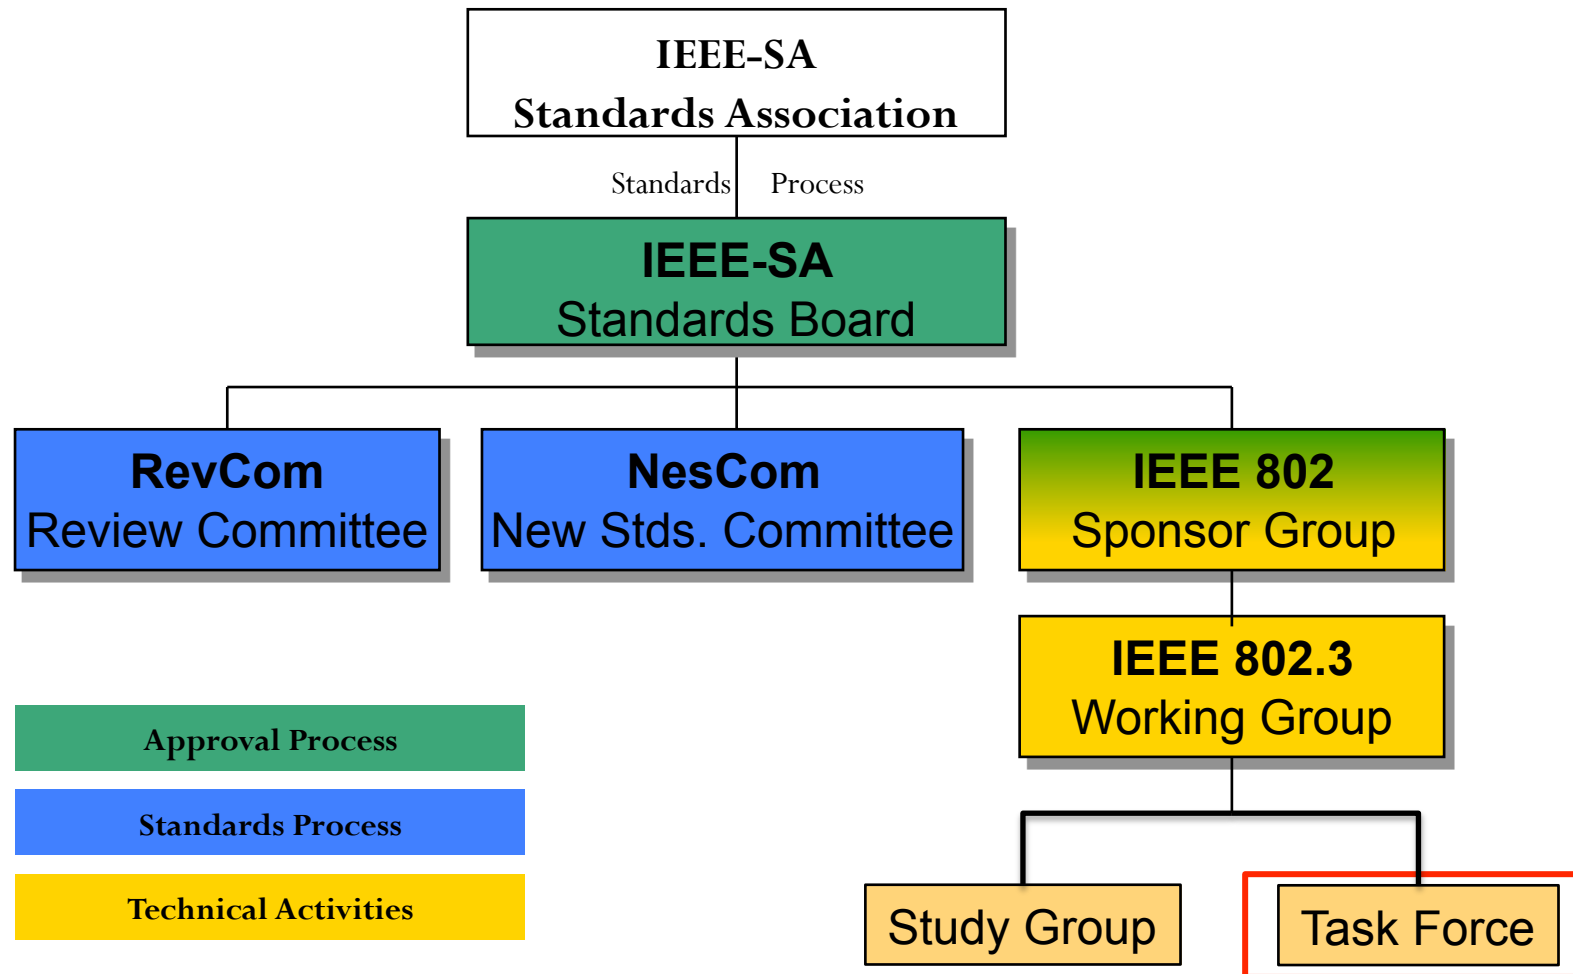 IEEE-SA
Standards Association
Standards Process
IEEE-SA
Standards Board
RevCom
Review Committee
NesCom
New Stds. Committee
IEEE 802
Sponsor Group
IEEE 802.3
Working Group
Approval Process
Standards Process
Technical Activities
Study Group
Task Force